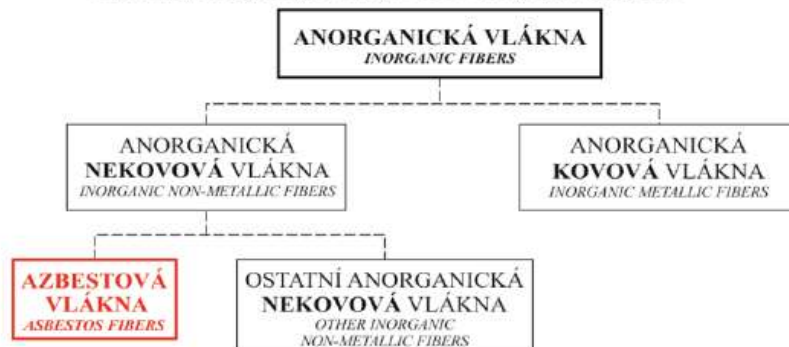 ANORGANICKÁ VLÁKNA
INORGANIC FIBERS
ANORGANICKÁ
NEKOVOVÁ VLÁKNA
INORGANIC NON-METALLIC FIBERS
ANORGANICKÁ
KOVOVÁ VLÁKNA
INORGANIC METALLIC FIBERS
AZBESTOVÁ
VLÁKNA
ASBESTOS FIBERS
OSTATNÍ ANORGANICKÁ
NEKOVOVÁ VLÁKNA
OTHER INORGANIC
NON-METALLIC FIBERS